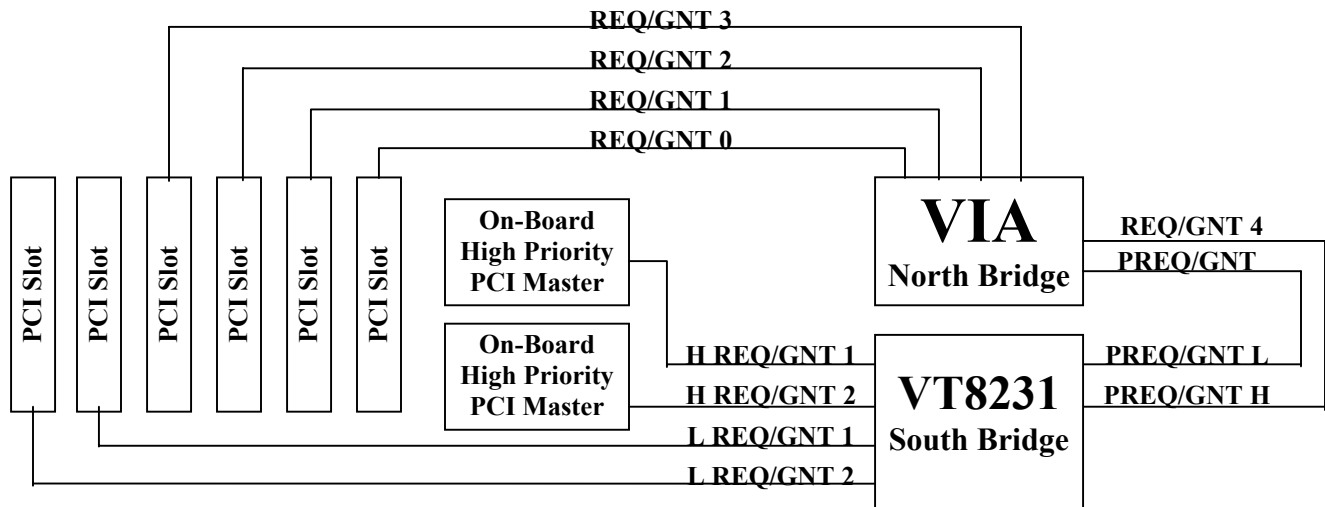 REQ/GNT 3
REQ/GNT 2
REQ/GNT 1
REQ/GNT 0
PCI Slot
PCI Slot
PCI Slot
PCI Slot
PCI Slot
PCI Slot
On-Board
High Priority
PCI Master
On-Board
High Priority
PCI Master
VIA
North Bridge
REQ/GNT 4
PREQ/GNT
H REQ/GNT 1
H REQ/GNT 2
L REQ/GNT 1
L REQ/GNT 2
VT8231
South Bridge
PREQ/GNT L
PREQ/GNT H